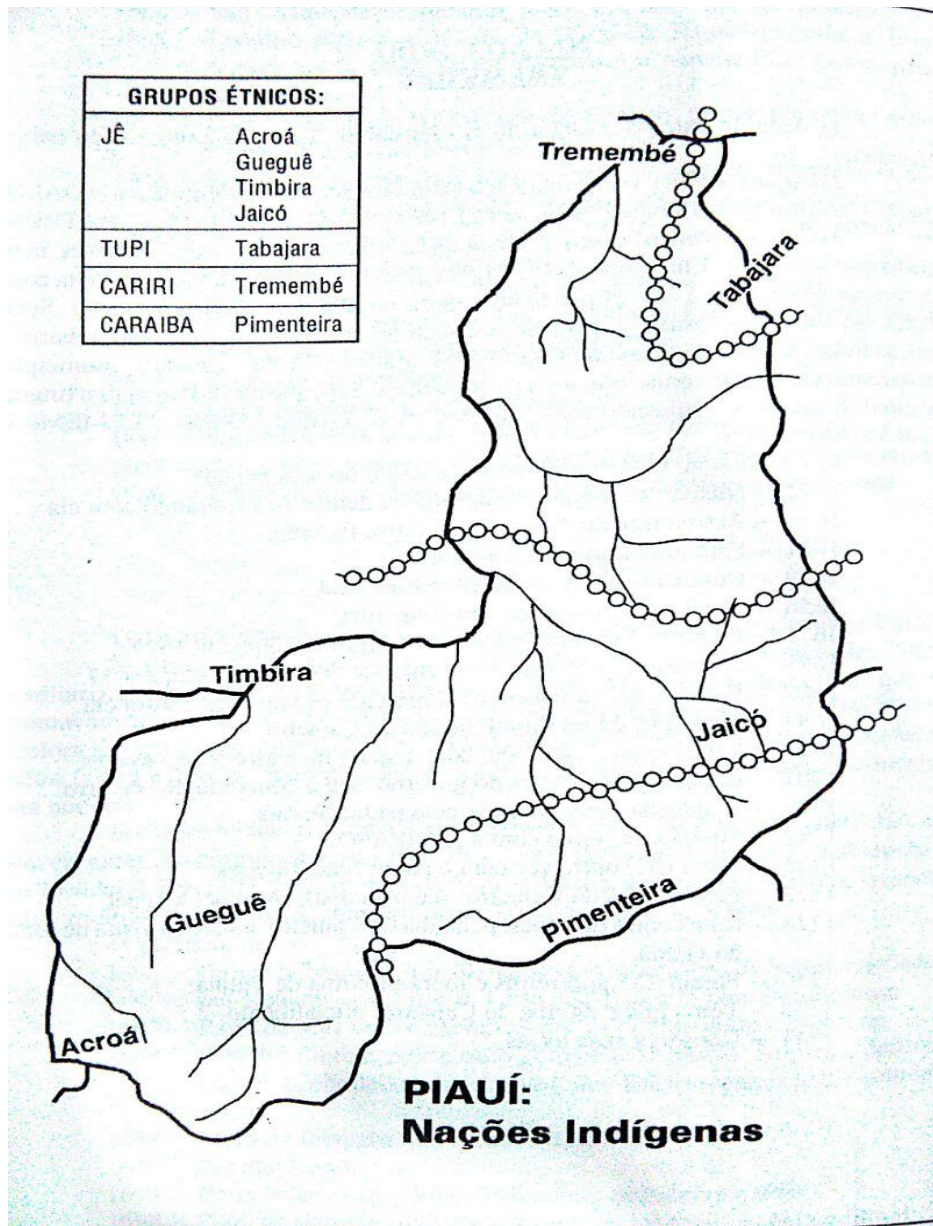 GRUPOS ÉTNICOS:
JÊ Acroá
Gueguê
Timbira
Jaicó
TUPI Tabajara
CARIRI Tremembé
CARAIBA Pimenteira
Tremembé
Tabajara
Timbira
Jaicó
Gueguê
Pimenteira
Acroá
PIAUÍ:
Nações Indígenas